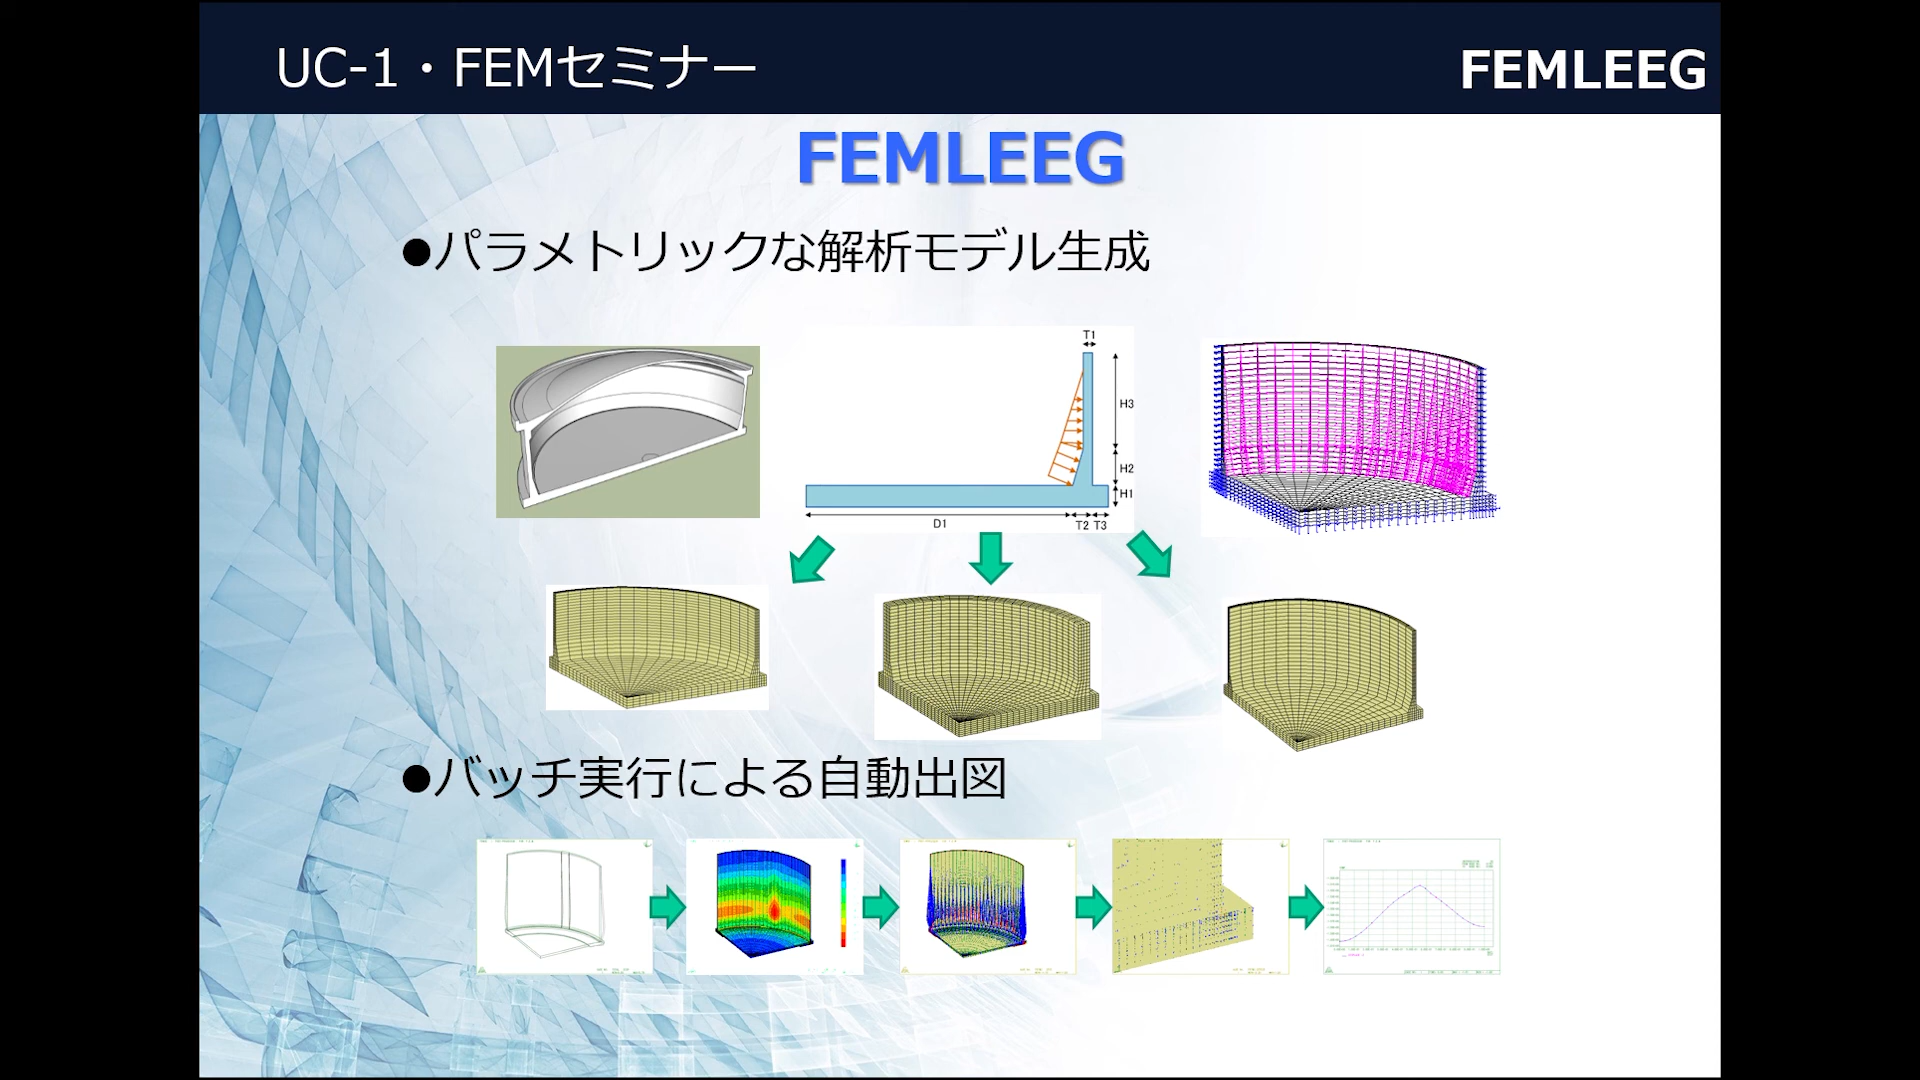 UC-1・FEMセミナー
FEMLEEG
FEMLEEG
●パラメトリックな解析モデル生成
T1
H3
H2
H1
D1
T2 T3
●バッチ実行による自動出図